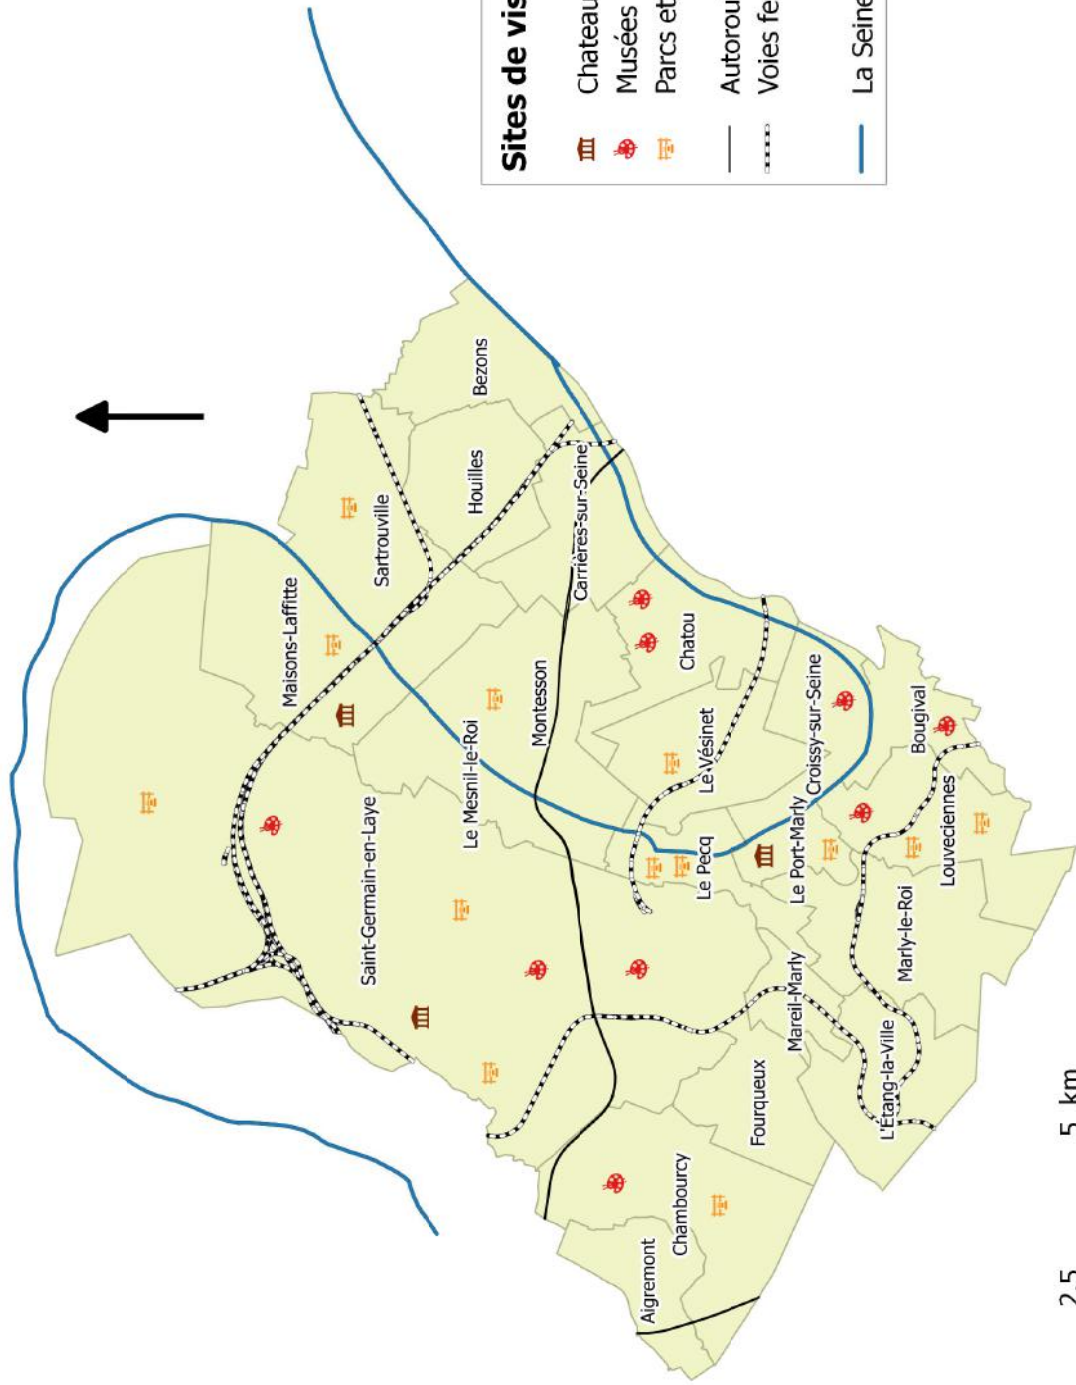 Maisons-Laffitte
Sartrouville
Saint-Germain-en-Laye
Houilles
Bezons
Le Mesnil-le-Roi
Montesson
Carrières-sur-Seine
Aigremont
Chambourcy
Chatou
Le Vésinet
Le Pecq
Fourqueux
Mareil-Marly
Le Port-Marly
Croissy-sur-Seine
L'Étang-la-Ville
Marly-le-Roi
Bougival
Louveciennes
Sites de vis
Chateau
Musées
Parcs et
Autorou
Voies fe
La Seine
2.5 5 km